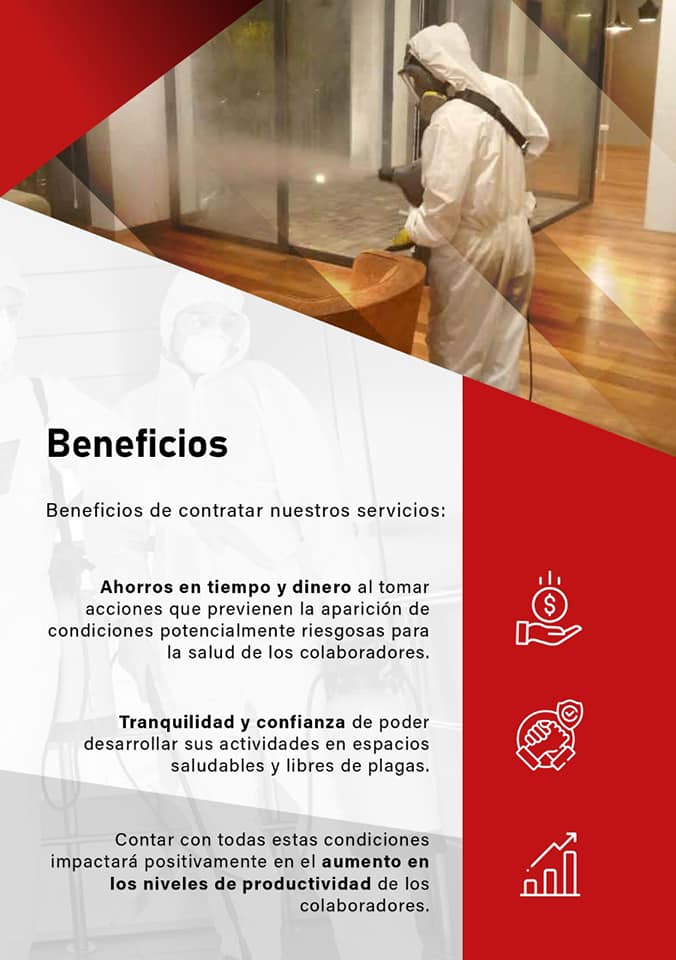 Beneficios
Beneficios de contratar nuestros servicios:
Ahorros en tiempo y dinero al tomar
acciones que previenen la aparición de
condiciones potencialmente riesgosas para
la salud de los colaboradores.
$
Tranquilidad y confianza de poder
desarrollar sus actividades en espacios
saludables y libres de plagas.
Contar con todas estas condiciones
impactará positivamente en el aumento en
los niveles de productividad de los
colaboradores.